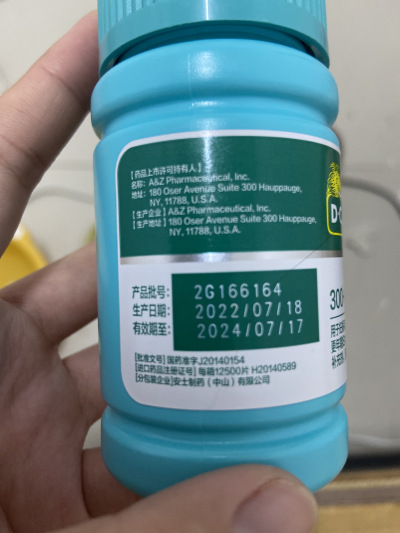 【药品上市许可持有人】
名称: A&Z Pharmaceutical, Inc.
地址: 180 Oser Avenue Suite 300 Hauppauge,
NY, 11788, U.S.A.
【生产企业】A&Z Pharmaceutical, Inc.
【生产地址】180 Oser Avenue Suite 300 Hauppauge,
NY, 11788, U.S.A.
D-
300
产品批号: 2G166164
生产日期: 2022/07/18
有效期至: 2024/07/17
[批准文号] 国药准字J20140154
[进口药品注册证号] 每箱12500片 H20140589
[分包装企业]安士制药（中山）有限公司